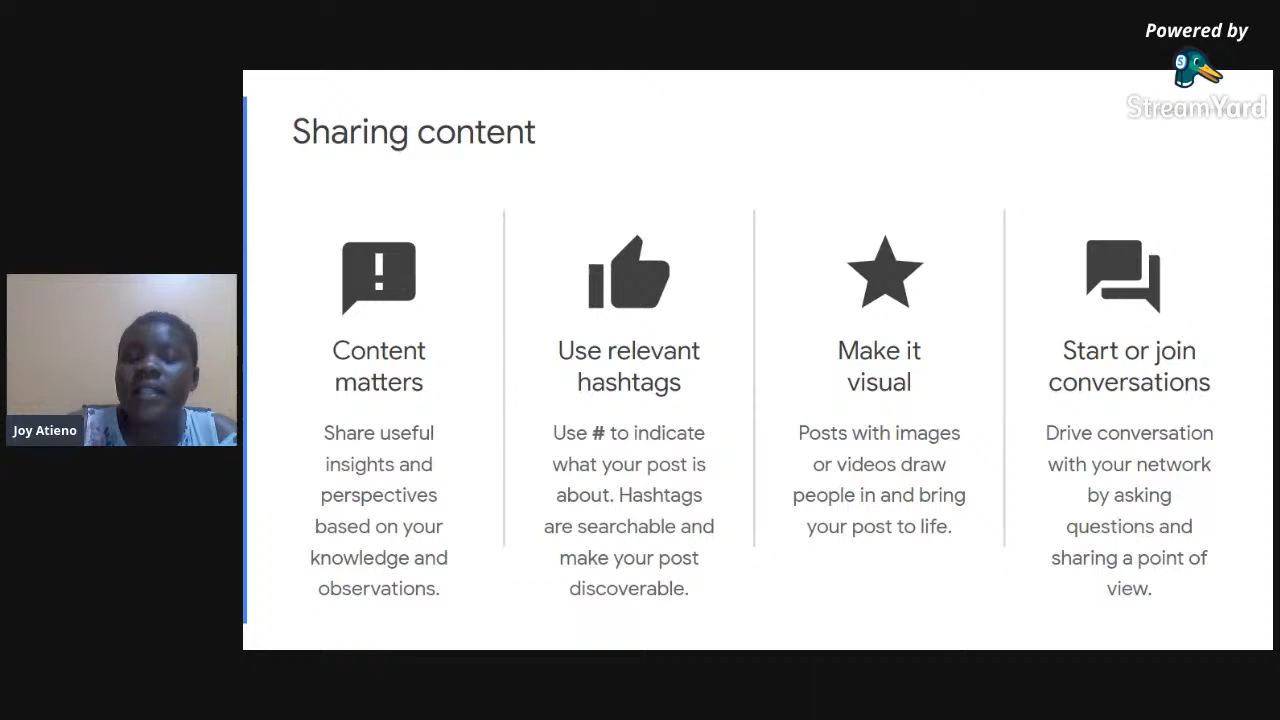 Powered by
StreamYard
Sharing content
Content
matters
Share useful
insights and
perspectives
based on your
knowledge and
observations.
Use relevant
hashtags
Use # to indicate
what your post is
about. Hashtags
are searchable and
make your post
discoverable.
Make it
visual
Posts with images
or videos draw
people in and bring
your post to life.
Start or join
conversations
Drive conversation
with your network
by asking
questions and
sharing a point of
view.
Joy Atieno